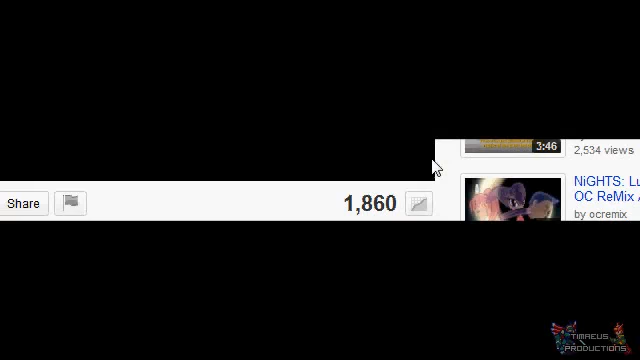 3:46
2,534 views
NiGHTS: Lu
OC ReMix
by ocremix
Share
1,860
TIMAEUS
PRODUCTIONS